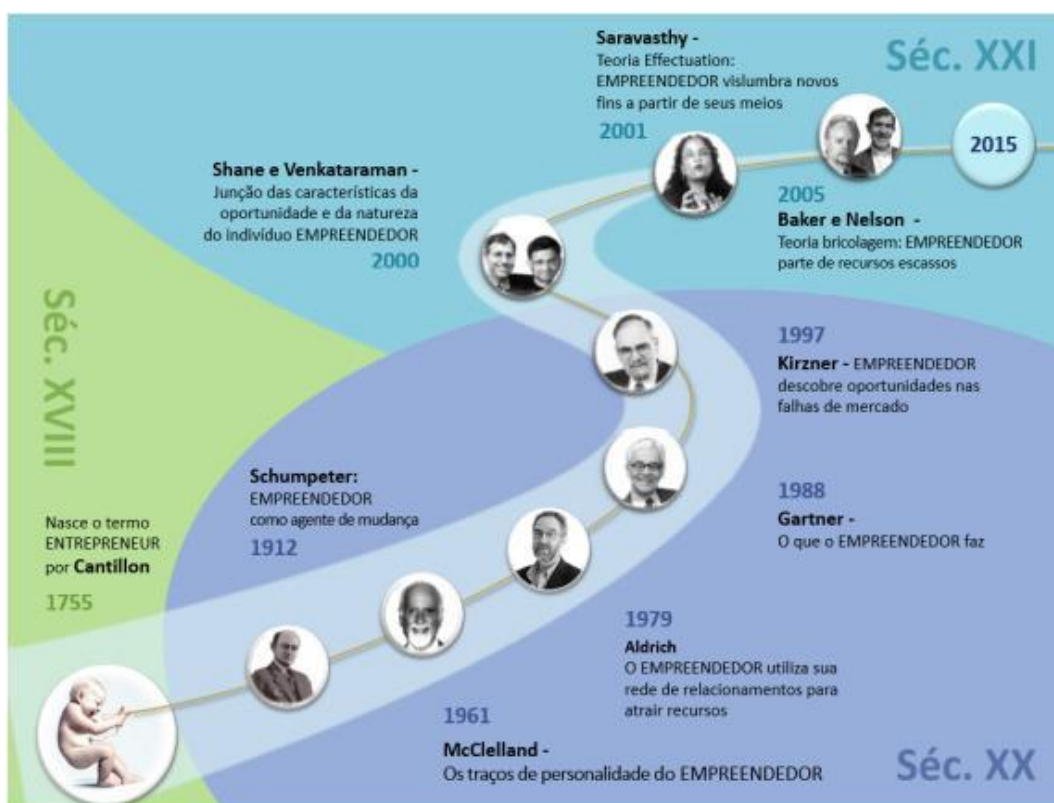 Séc. XVIII
Nasce o termo
ENTREPRENEUR
por Cantillon
1755
Schumpeter:
EMPREENDEDOR
como agente de mudança
1912
1961
McClelland -
Os traços de personalidade do EMPREENDEDOR
1979
Aldrich
O EMPREENDEDOR utiliza sua
rede de relacionamentos para
atrair recursos
1988
Gartner -
O que o EMPREENDEDOR faz
1997
Kirzner - EMPREENDEDOR
descobre oportunidades nas
falhas de mercado
Séc. XX
Shane e Venkataraman -
Junção das características da
oportunidade e da natureza
do indivíduo EMPREENDEDOR
2000
Saravasthy -
Teoria Effectuation:
EMPREENDEDOR vislumbra novos
fins a partir de seus meios
2001
2005
Baker e Nelson -
Teoria bricolagem: EMPREENDEDOR
parte de recursos escassos
2015
Séc. XXI